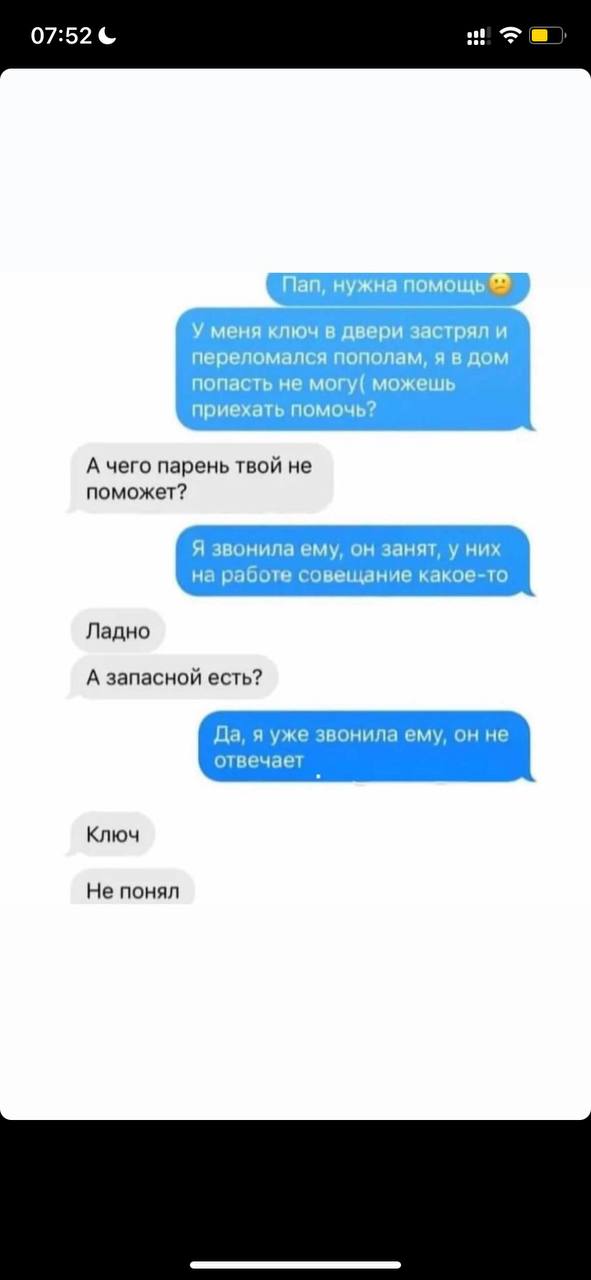 07:52
Пап, нужна помощь😕
У меня ключ в двери застрял и
переломался пополам, я в дом
попасть не могу( можешь
приехать помочь?
А чего парень твой не
поможет?
Я звонила ему, он занят, у них
на работе совещание какое-то
Ладно
А запасной есть?
Да, я уже звонила ему, он не
отвечает
Ключ
Не понял